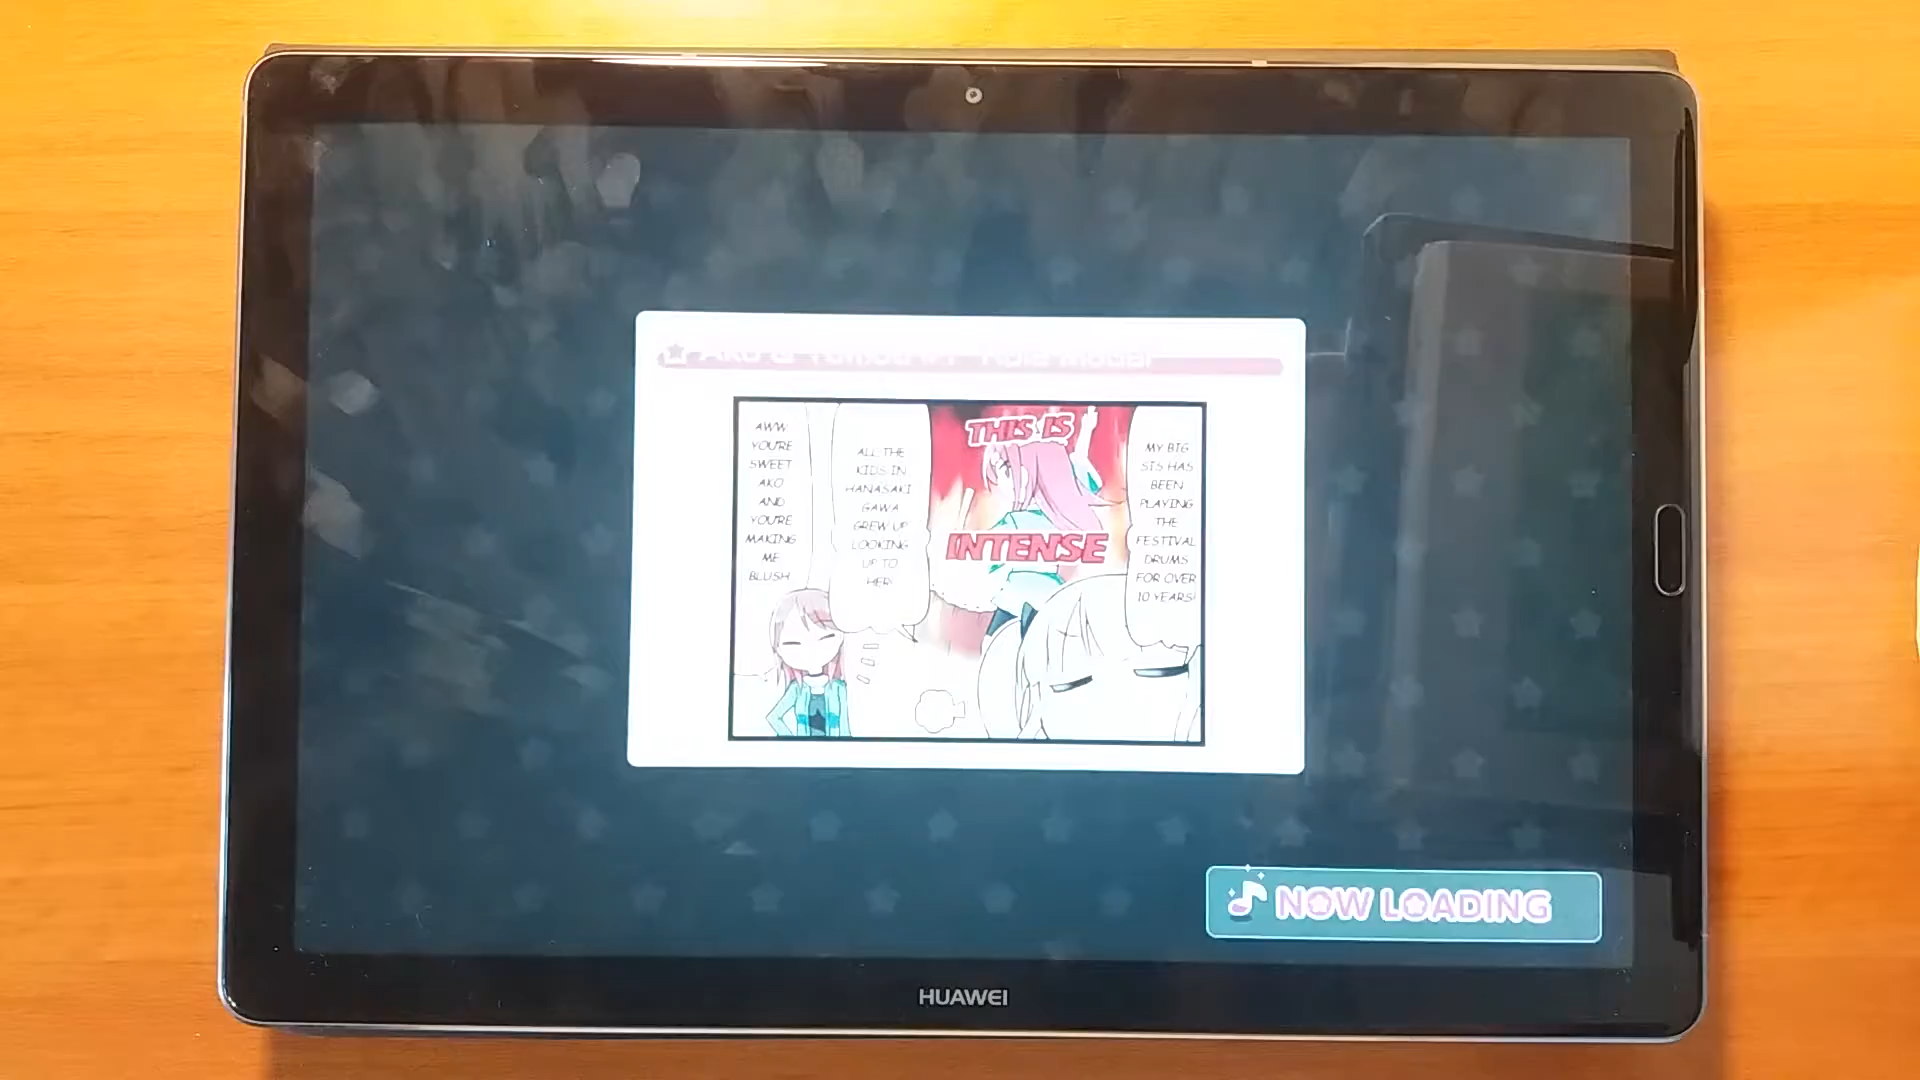 AWW
YOU'RE
SWEET
AKO
AND
YOU'RE
MAKING
ME
BLUSH
ALL THE
KIDS IN
HANASAKI
GAWA
GREW UP
LOOKING
UP TO
HER!
THIS IS
INTENSE
MY BIG
SIS HAS
BEEN
PLAYING
THE
FESTIVAL
DRUMS
FOR OVER
10 YEARS!
NOW LOADING
HUAWEI